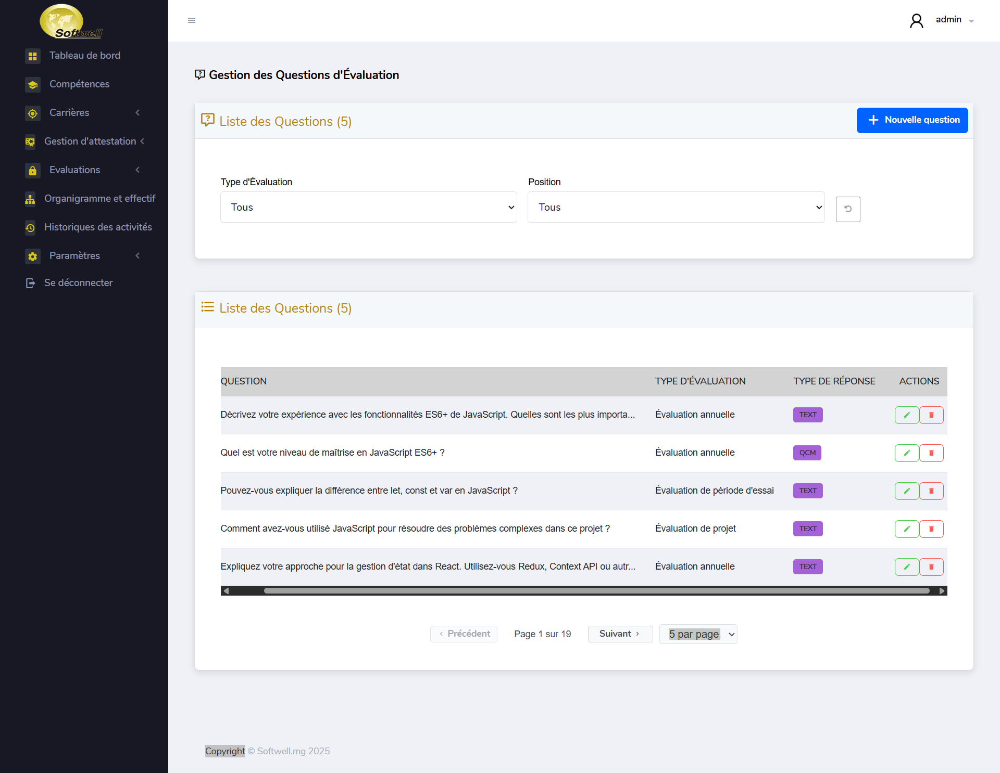 Softwell
admin
Tableau de bord
Compétences
Carrières
Gestion d'attestation
Evaluations
Organigramme et effectif
Historiques des activités
Paramètres
Se déconnecter
Gestion des Questions d'Évaluation
Liste des Questions (5)
Nouvelle question
Type d'Évaluation
Position
Tous
Tous
Liste des Questions (5)
QUESTION TYPE D'ÉVALUATION TYPE DE RÉPONSE ACTIONS
Décrivez votre expérience avec les fonctionnalités ES6+ de JavaScript. Quelles sont les plus importa... Évaluation annuelle TEXT
Quel est votre niveau de maîtrise en JavaScript ES6+ ? Évaluation annuelle QCM
Pouvez-vous expliquer la différence entre let, const et var en JavaScript ? Évaluation de période d'essai TEXT
Comment avez-vous utilisé JavaScript pour résoudre des problèmes complexes dans ce projet ? Évaluation de projet TEXT
Expliquez votre approche pour la gestion d'état dans React. Utilisez-vous Redux, Context API ou autr... Évaluation annuelle TEXT
‹ Précédent Page 1 sur 19 Suivant › 5 par page
Copyright © Softwell.mg 2025